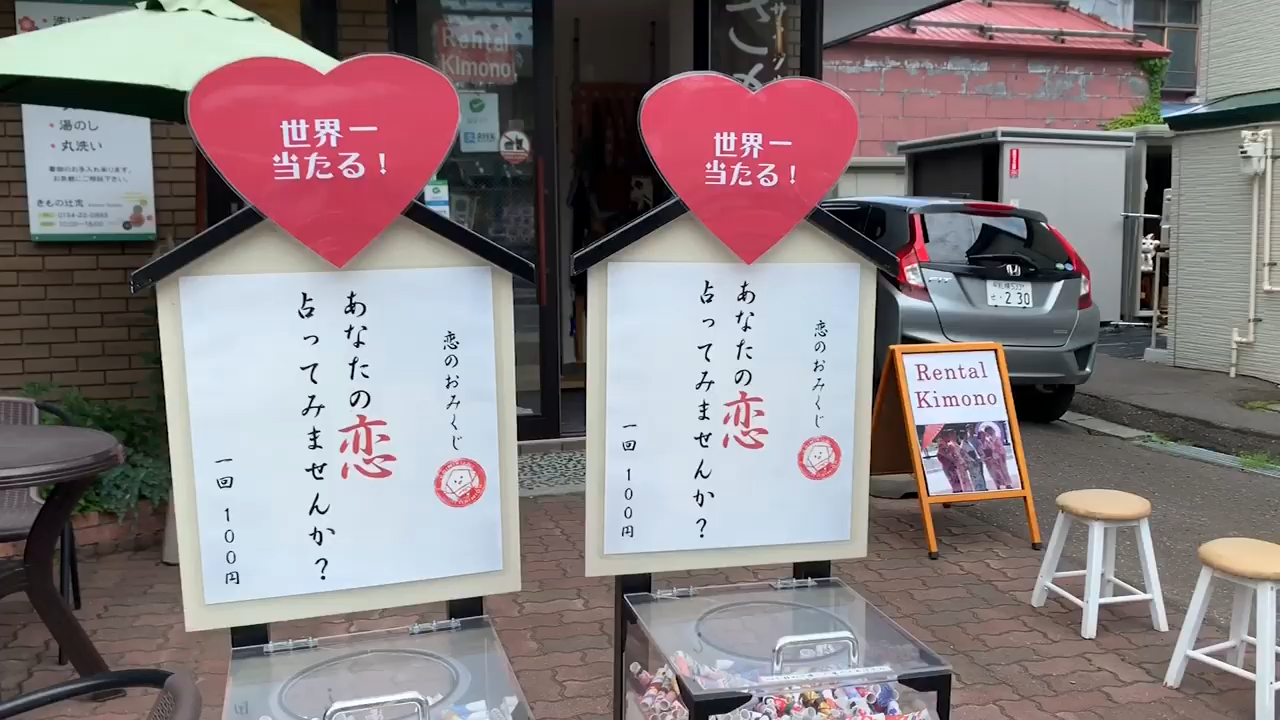 世界一
当たる！
恋のおみくじ
あなたの恋
占ってみませんか？
一回 100円
世界一
当たる！
恋のおみくじ
あなたの恋
占ってみませんか？
一回 100円
Rental
Kimono
Rental
Kimono
湯のし
丸洗い
きもの辻忠
230